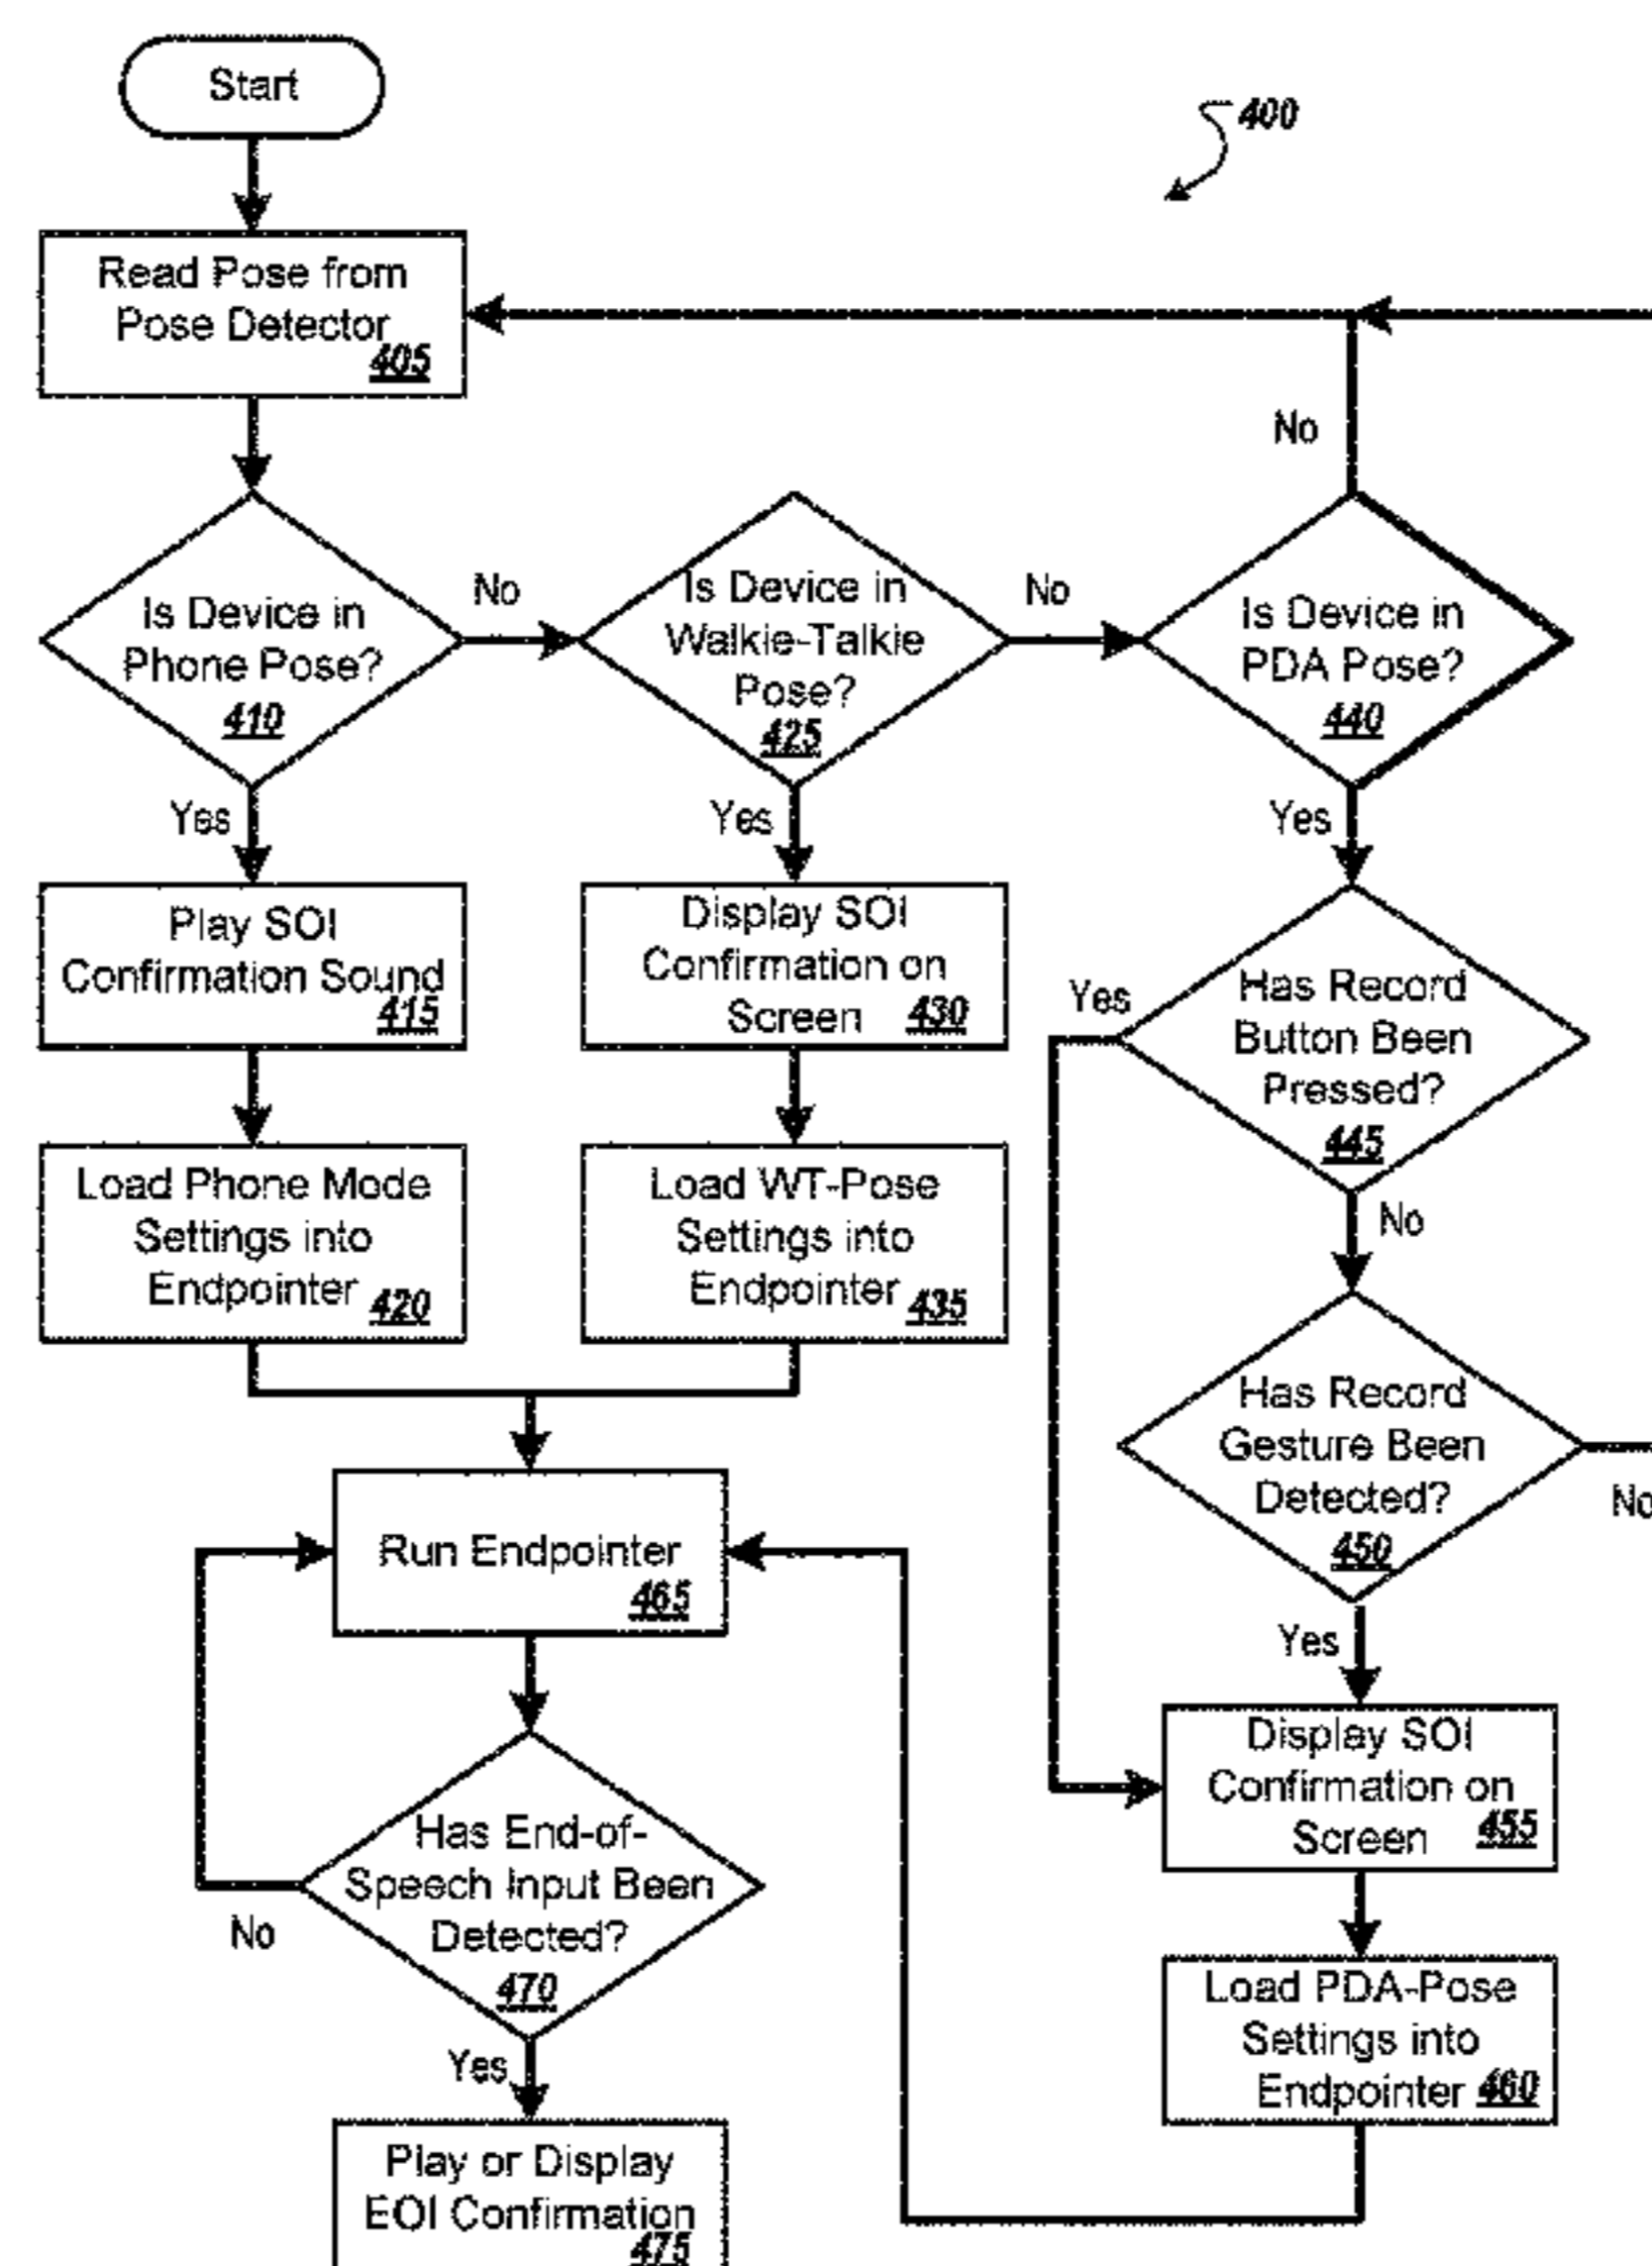 Start
400
Read Pose from
Pose Detector
405
No
Is Device in
Phone Pose?
410
No
Is Device in
Walkie-Talkie
Pose?
425
No
Is Device in
PDA Pose?
440
Yes
Yes
Yes
Play SOI
Confirmation Sound
415
Display SOI
Confirmation on
Screen 430
Yes
Has Record
Button Been
Pressed?
445
No
Load Phone Mode
Settings into
Endpointer 420
Load WT-Pose
Settings into
Endpointer 435
Has Record
Gesture Been
Detected?
450
No
Yes
Run Endpointer
465
Display SOI
Confirmation on
Screen 455
Has End-of-
Speech Input Been
Detected?
470
No
Yes
Load PDA-Pose
Settings into
Endpointer 460
Play or Display
EOI Confirmation
475